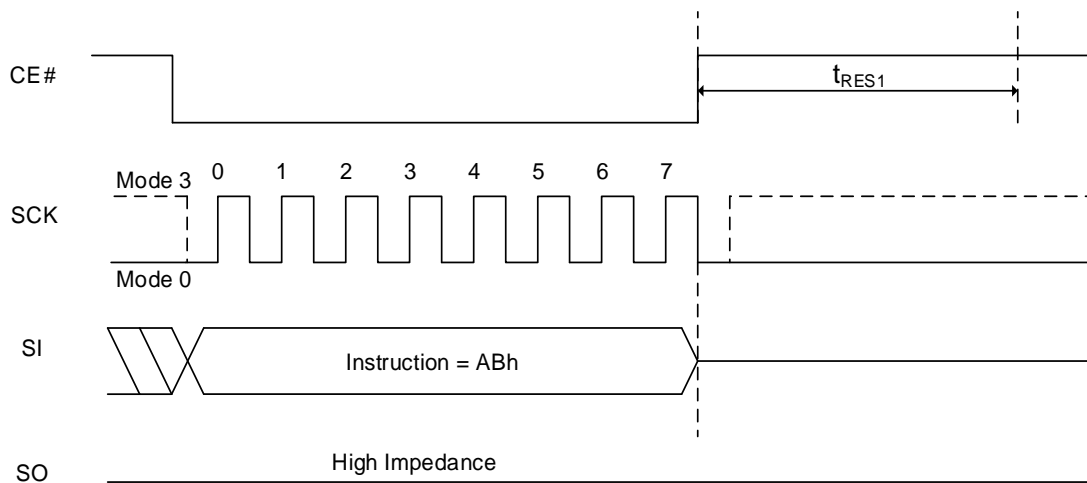 CE#
tRES1
Mode 3
0 1 2 3 4 5 6 7
SCK
Mode 0
SI
Instruction = ABh
SO
High Impedance